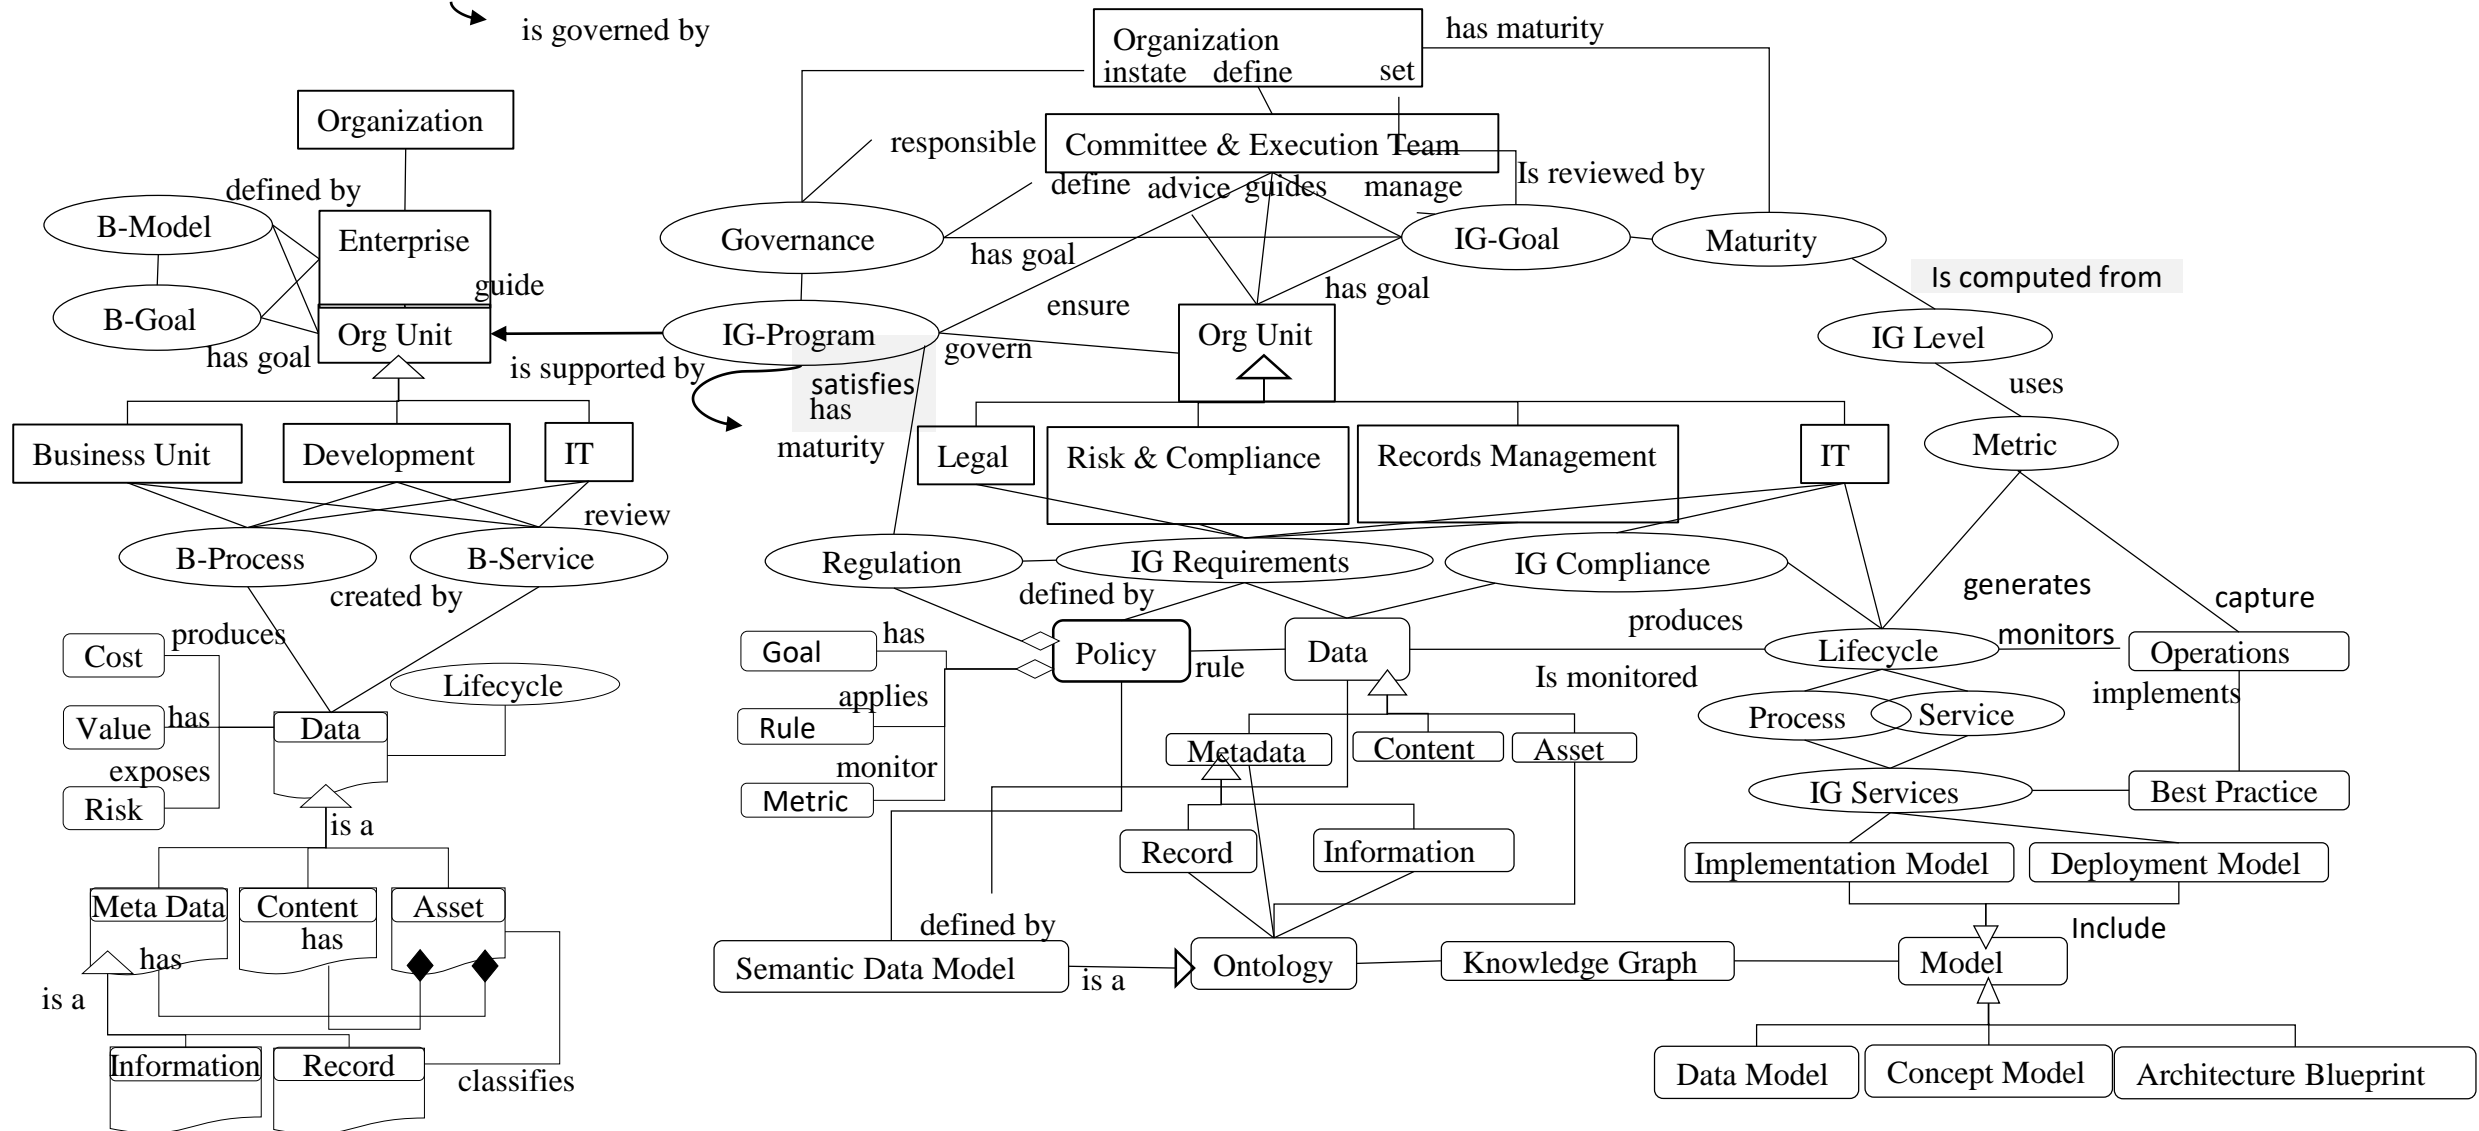 is governed by
Organization
instate define set
has maturity
Organization
responsible
Committee & Execution Team
define advice guides manage
Is reviewed by
defined by
B-Model
Enterprise
Governance
has goal
IG-Goal
Maturity
guide
B-Goal
Org Unit
has goal
is supported by
IG-Program
ensure
govern
has goal
Org Unit
Is computed from
IG Level
uses
satisfies
has
maturity
Business Unit
Development
IT
Legal
Risk & Compliance
Records Management
IT
Metric
review
B-Process
B-Service
created by
Regulation
IG Requirements
IG Compliance
defined by
generates
capture
produces
Cost
Value
has
exposes
Risk
Lifecycle
Data
is a
Goal
has
Policy
rule
Data
produces
Is monitored
Lifecycle
monitors
Operations
implements
applies
Rule
monitor
Metric
Metadata
Content
Asset
Process
Service
IG Services
Best Practice
Record
Information
Implementation Model
Deployment Model
Meta Data
Content
Asset
has
has
is a
defined by
Include
Semantic Data Model
is a
Ontology
Knowledge Graph
Model
Information
Record
classifies
Data Model
Concept Model
Architecture Blueprint